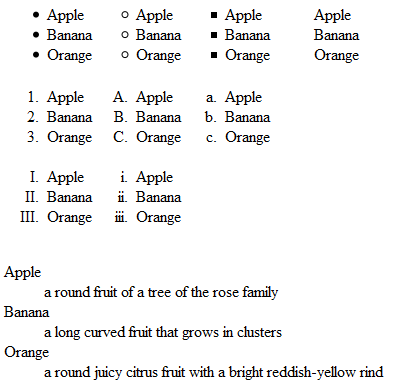 • Apple ○ Apple ▪ Apple Apple
• Banana ○ Banana ▪ Banana Banana
• Orange ○ Orange ▪ Orange Orange
1. Apple A. Apple a. Apple
2. Banana B. Banana b. Banana
3. Orange C. Orange c. Orange
I. Apple i. Apple
II. Banana ii. Banana
III. Orange iii. Orange
Apple
a round fruit of a tree of the rose family
Banana
a long curved fruit that grows in clusters
Orange
a round juicy citrus fruit with a bright reddish-yellow rind